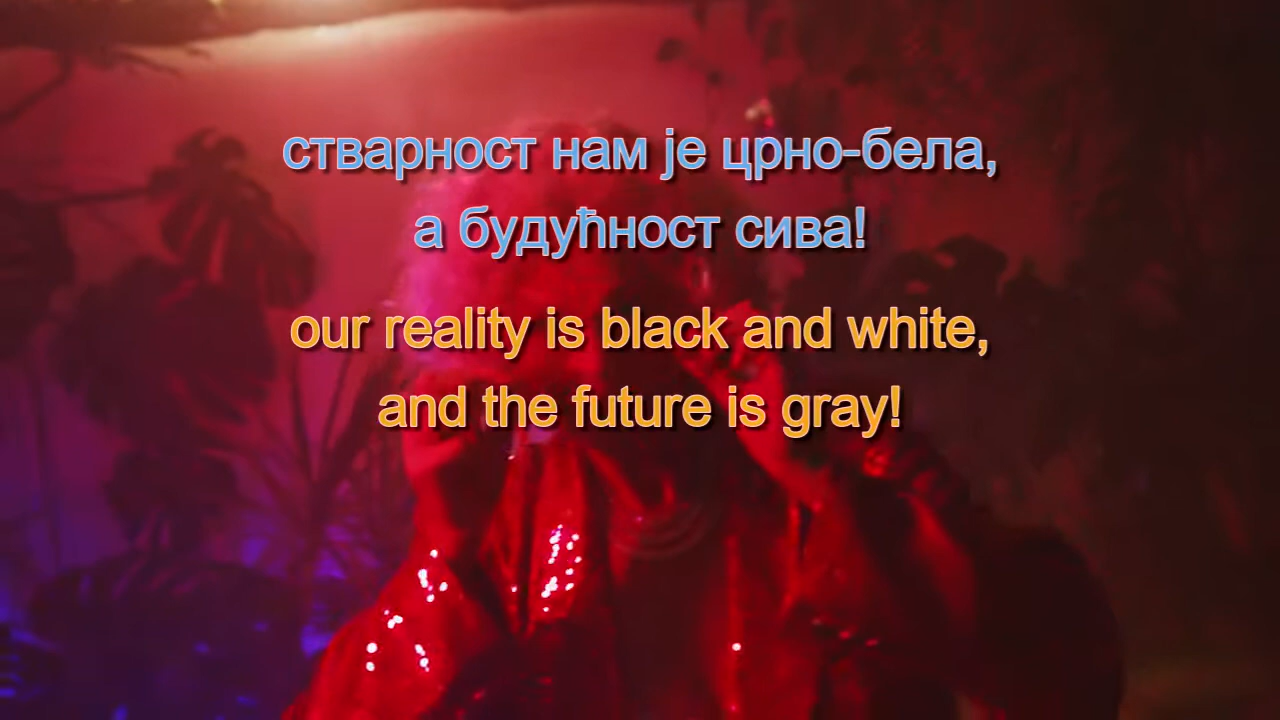 стварност нам је црно-бела,
а будућност сива!
our reality is black and white,
and the future is gray!